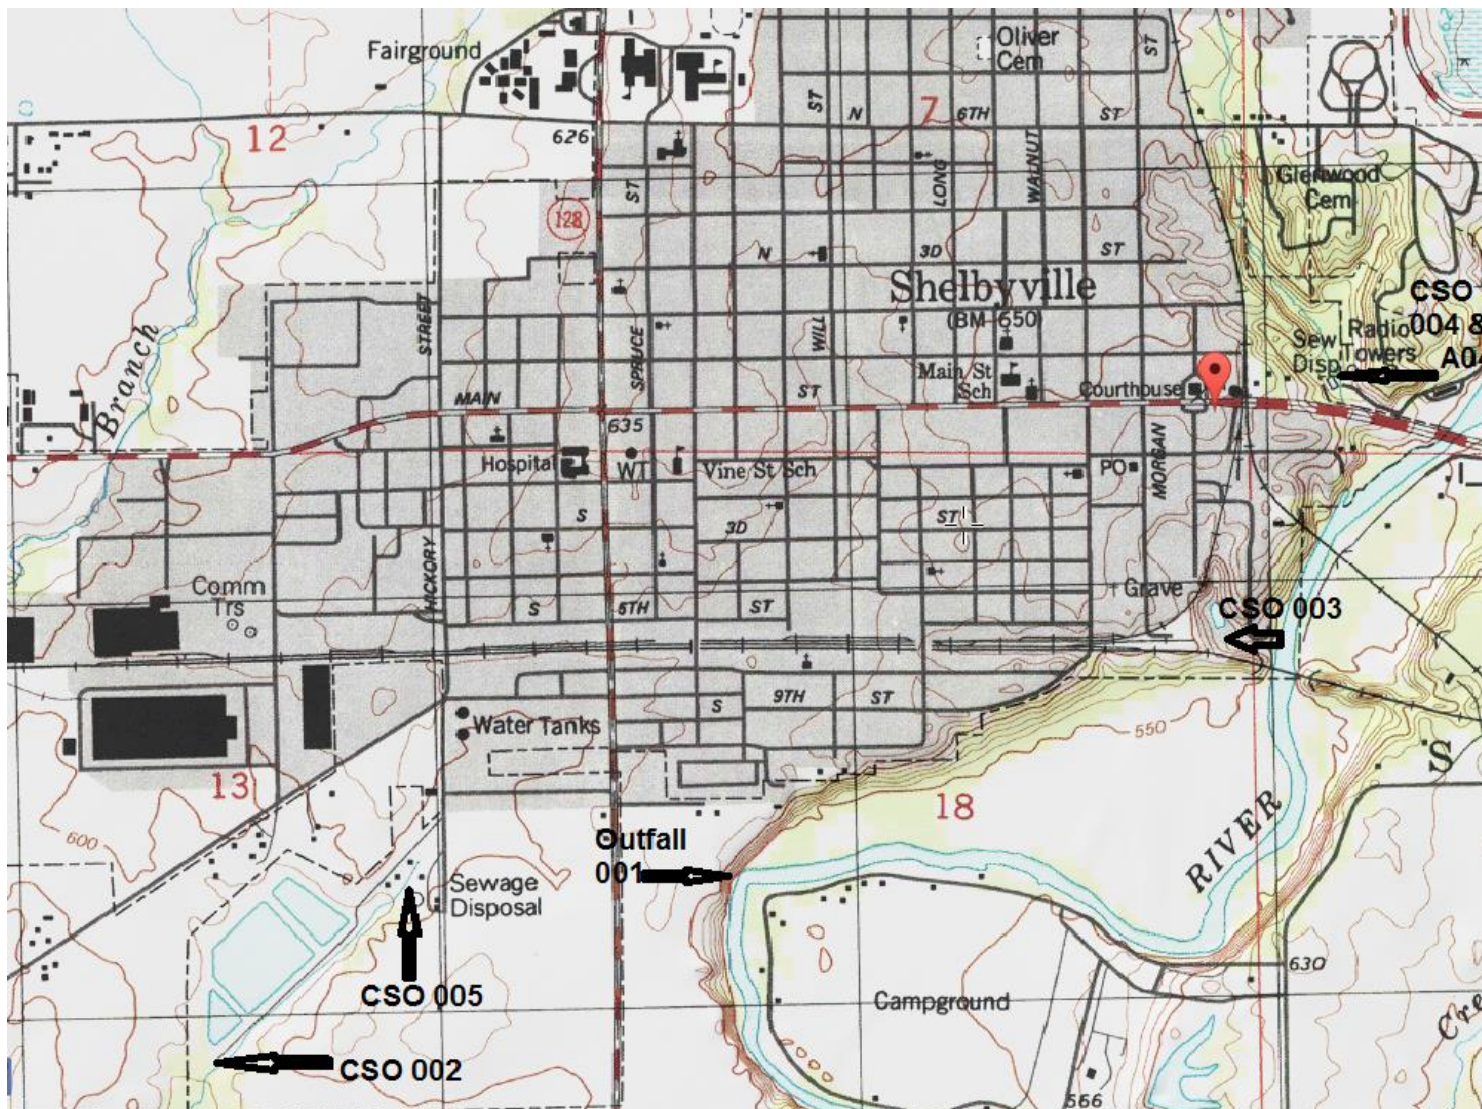 Fairground
Oliver
Cem
ST
12
626
ST
N
7
6TH
ST
ST
LONG
WALNUT
Glenwood
Cem
128
N
3D
ST
Shelbyville
(BM 650)
CSO
004 &
A04
Branch
STREET
SPRUCE
WILL
Sew
Disp
Radio
Towers
Main St
Sch
Courthouse
MAIN
ST
635
Hospital
WT
Vine St Sch
PO
MORGAN
S
3D
ST
HICKORY
Comm
Trs
S
6TH
ST
Grave
CSO 003
S
9TH
ST
Water Tanks
550
S
13
18
600
RIVER
Outfall
001
Sewage
Disposal
630
CSO 005
Campground
Cre
CSO 002
566